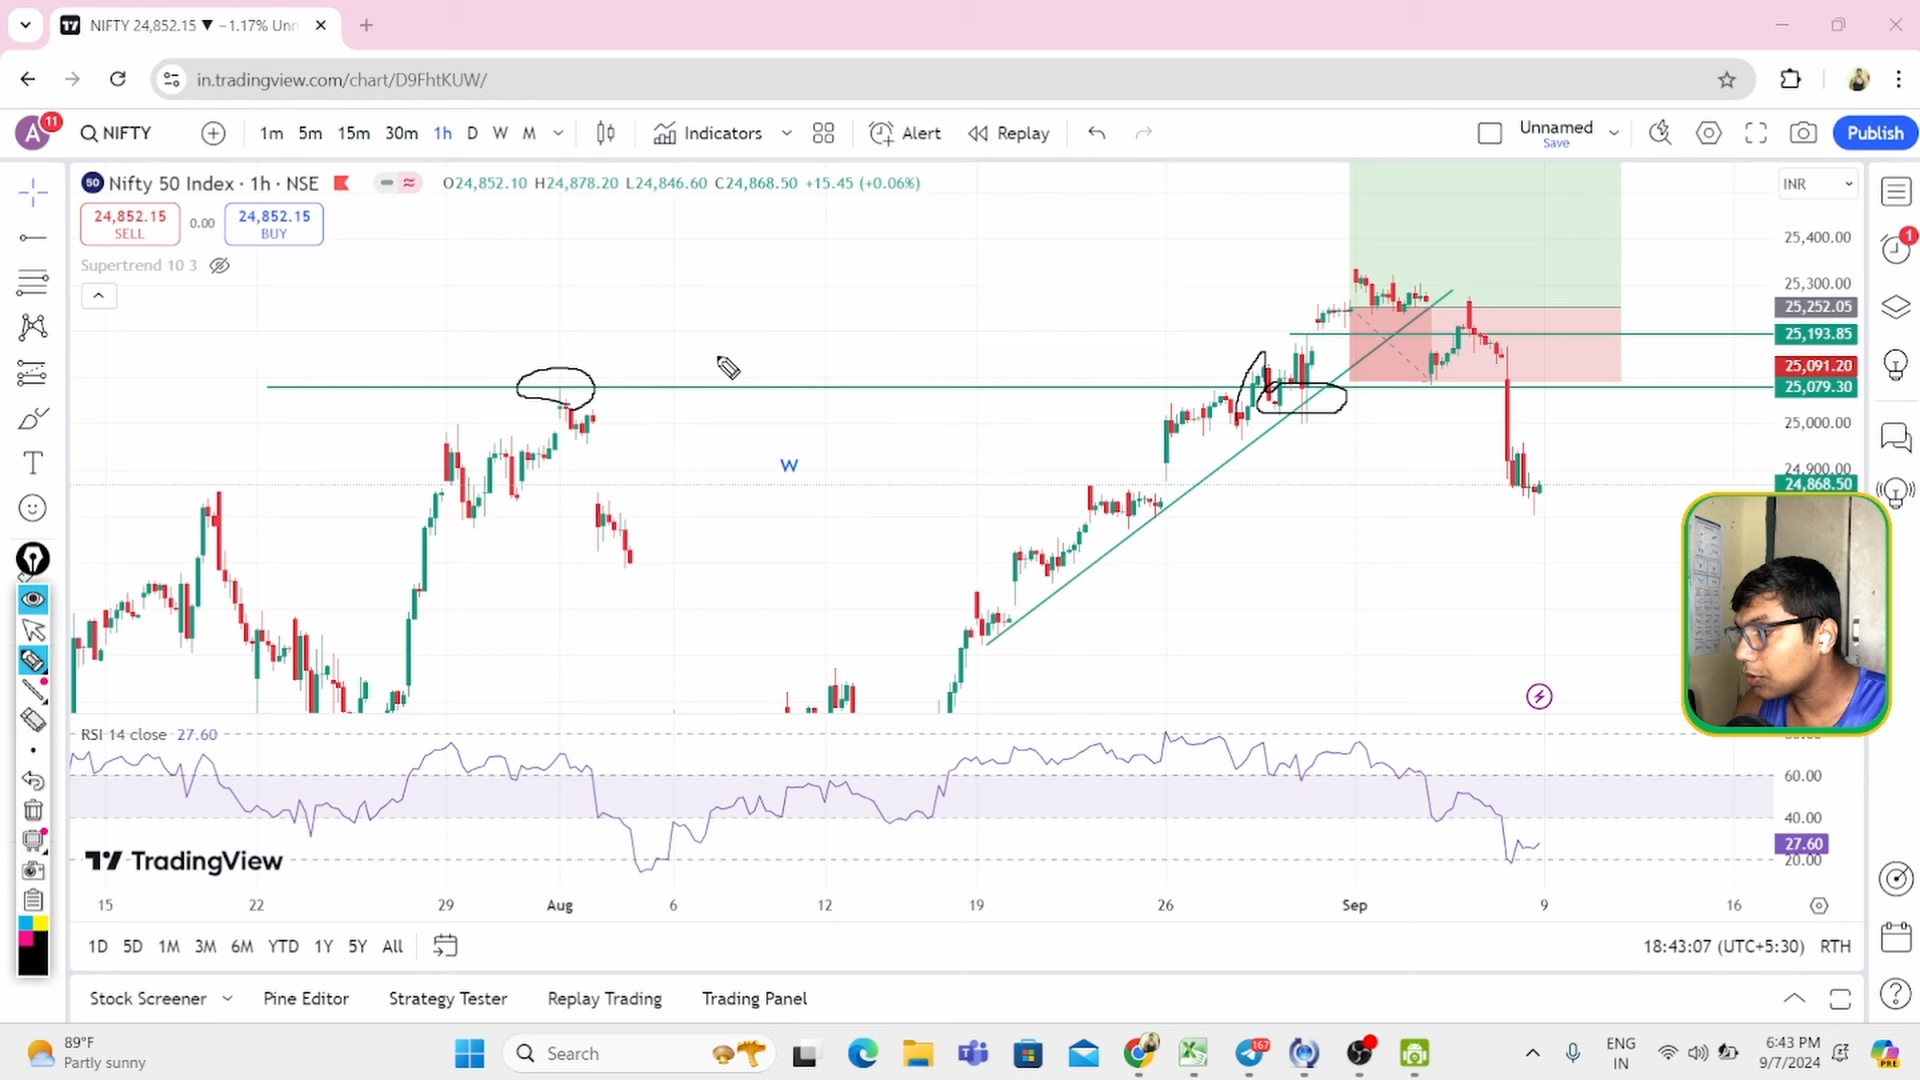 NIFTY 24,852.15 ▼ −1.17% Unn
in.tradingview.com/chart/D9FhtKUW/
A 11 NIFTY 1m 5m 15m 30m 1h D W M Indicators Alert Replay Unnamed Save Publish
50 Nifty 50 Index · 1h · NSE O24,852.10 H24,878.20 L24,846.60 C24,868.50 +15.45 (+0.06%) INR
24,852.15 SELL 0.00 24,852.15 BUY
Supertrend 10 3
25,400.00
25,300.00
25,252.05
25,193.85
25,091.20
25,079.30
25,000.00
24,900.00
24,868.50
1
W
RSI 14 close 27.60
60.00
40.00
27.60
20.00
TradingView
15 22 29 Aug 6 12 19 26 Sep 9 16
1D 5D 1M 3M 6M YTD 1Y 5Y All 18:43:07 (UTC+5:30) RTH
Stock Screener Pine Editor Strategy Tester Replay Trading Trading Panel
89°F
Partly sunny
Search
167
ENG
IN
6:43 PM
9/7/2024
PRE